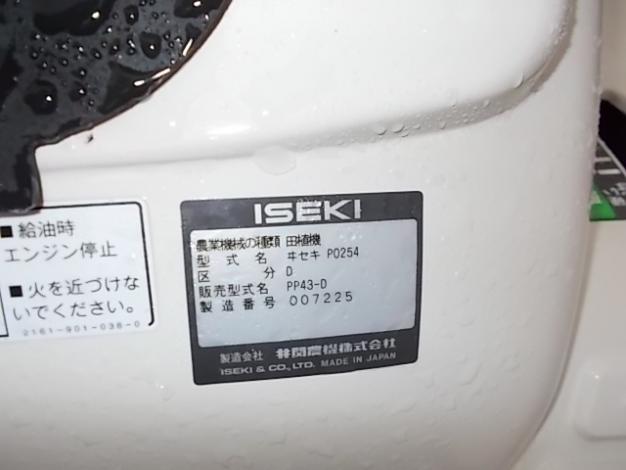 ■ 給油時
エンジン停止
■ 火を近づけな
いでください。
2161-901-038-0
ISEKI
農業機械の種類 田植機
型式名 ヰセキ P0254
区分 D
販売型式名 PP43-D
製造番号 007225
製造会社 井関農機株式会社
ISEKI & CO., LTD. MADE IN JAPAN